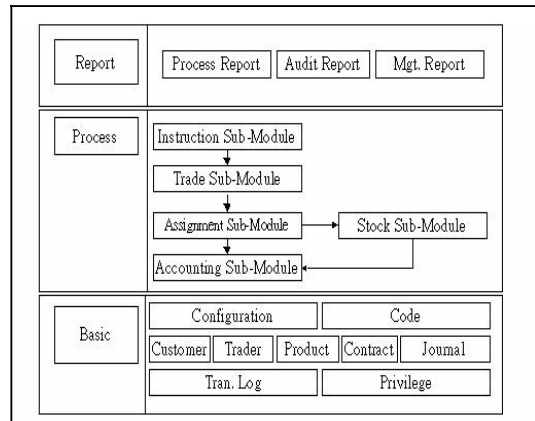 Report
Process Report Audit Report Mgt. Report
Process
Instruction Sub-Module
Trade Sub-Module
Assignment Sub-Module Stock Sub-Module
Accounting Sub-Module
Basic
Configuration Code
Customer Trader Product Contract Journal
Tran. Log Privilege